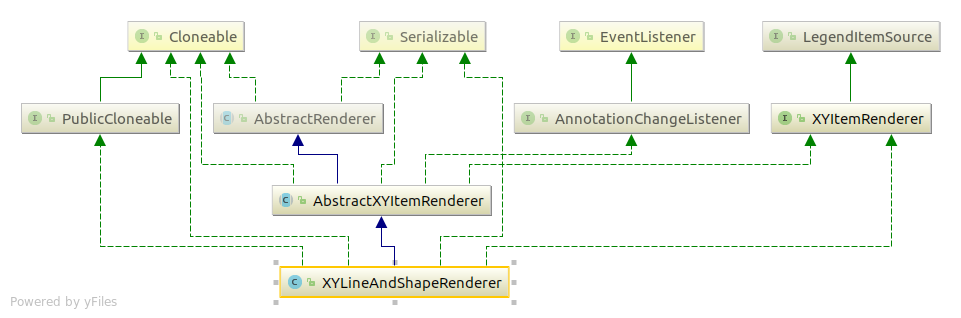 I Cloneable
I Serializable
I EventListener
I LegendItemSource
I PublicCloneable
C AbstractRenderer
I AnnotationChangeListener
I XYItemRenderer
C AbstractXYItemRenderer
C XYLineAndShapeRenderer
Powered by yFiles